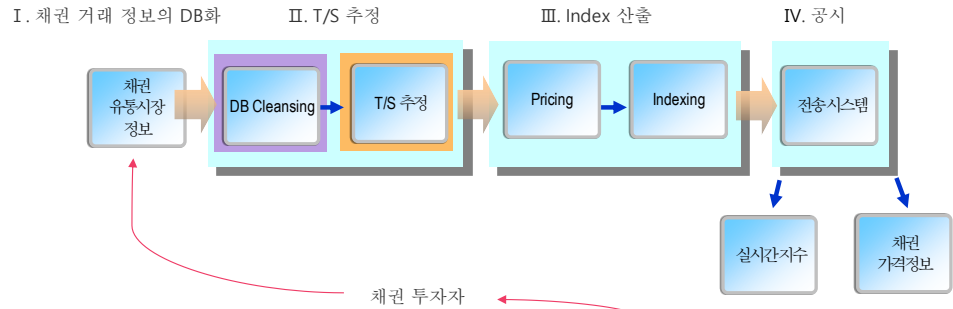 Ⅰ. 채권 거래 정보의 DB화
Ⅱ. T/S 추정
Ⅲ. Index 산출
Ⅳ. 공시
채권
유통시장
정보
DB Cleansing
T/S 추정
Pricing
Indexing
전송시스템
실시간지수
채권
가격정보
채권 투자자